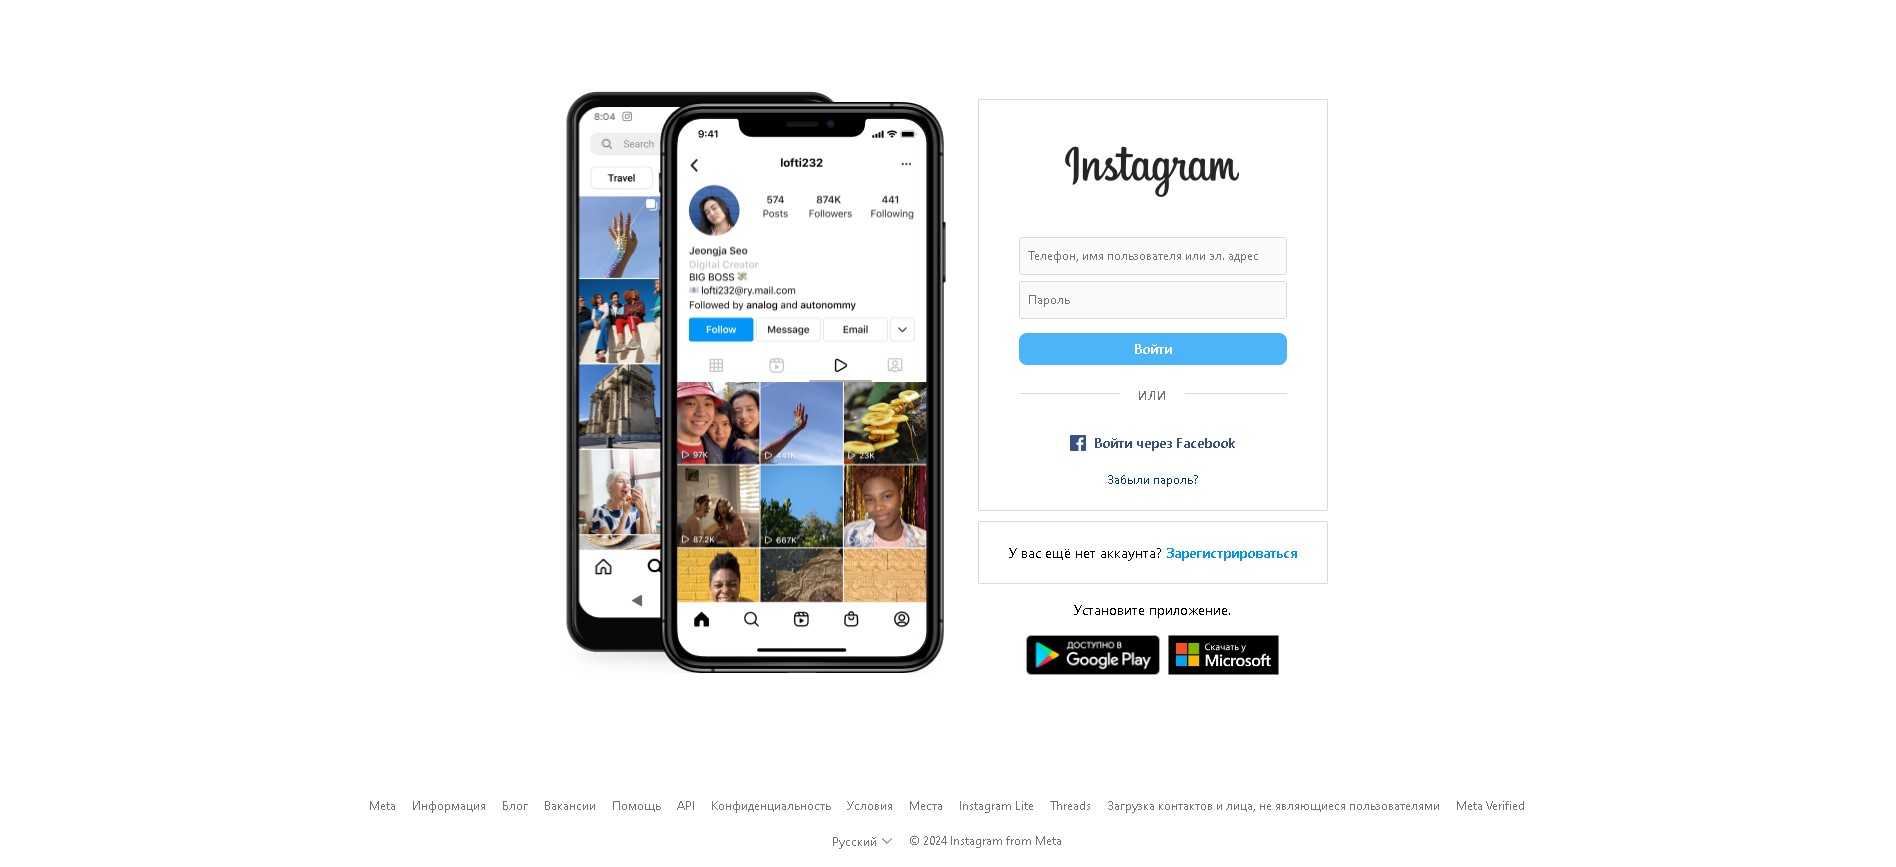 8:04
Search
Travel
9:41
lofti232
574 874K 441
Posts Followers Following
Jeongja Seo
Digital Creator
BIG BOSS
lofti232@ry.mail.com
Followed by analog and autonommy
Follow Message Email
97K 441K 23K
87.2K 667K
Instagram
Телефон, имя пользователя или эл. адрес
Пароль
Войти
ИЛИ
Войти через Facebook
Забыли пароль?
У вас ещё нет аккаунта? Зарегистрироваться
Установите приложение.
ДОСТУПНО В
Google Play
Скачать у
Microsoft
Meta Информация Блог Вакансии Помощь API Конфиденциальность Условия Места Instagram Lite Threads Загрузка контактов и лица, не являющиеся пользователями Meta Verified
Русский © 2024 Instagram from Meta